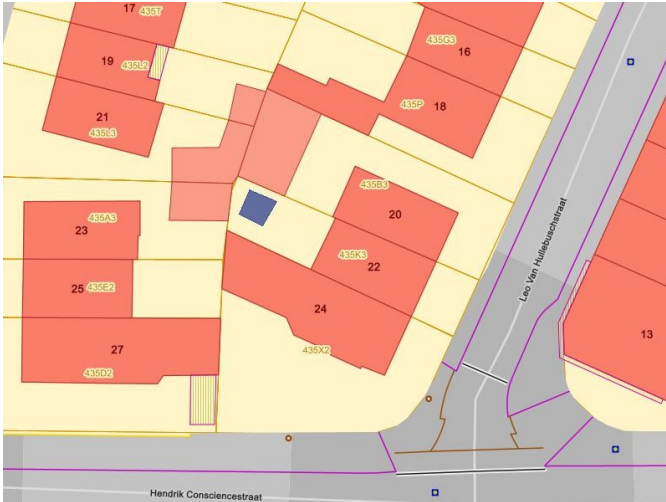 17
435T
19
435L2
21
435L3
16
435G3
18
435P
435B3
20
435K3
22
24
435X2
435A3
23
25
435E2
27
435D2
13
Leo Van Hullebuschstraat
Hendrik Consciencestraat